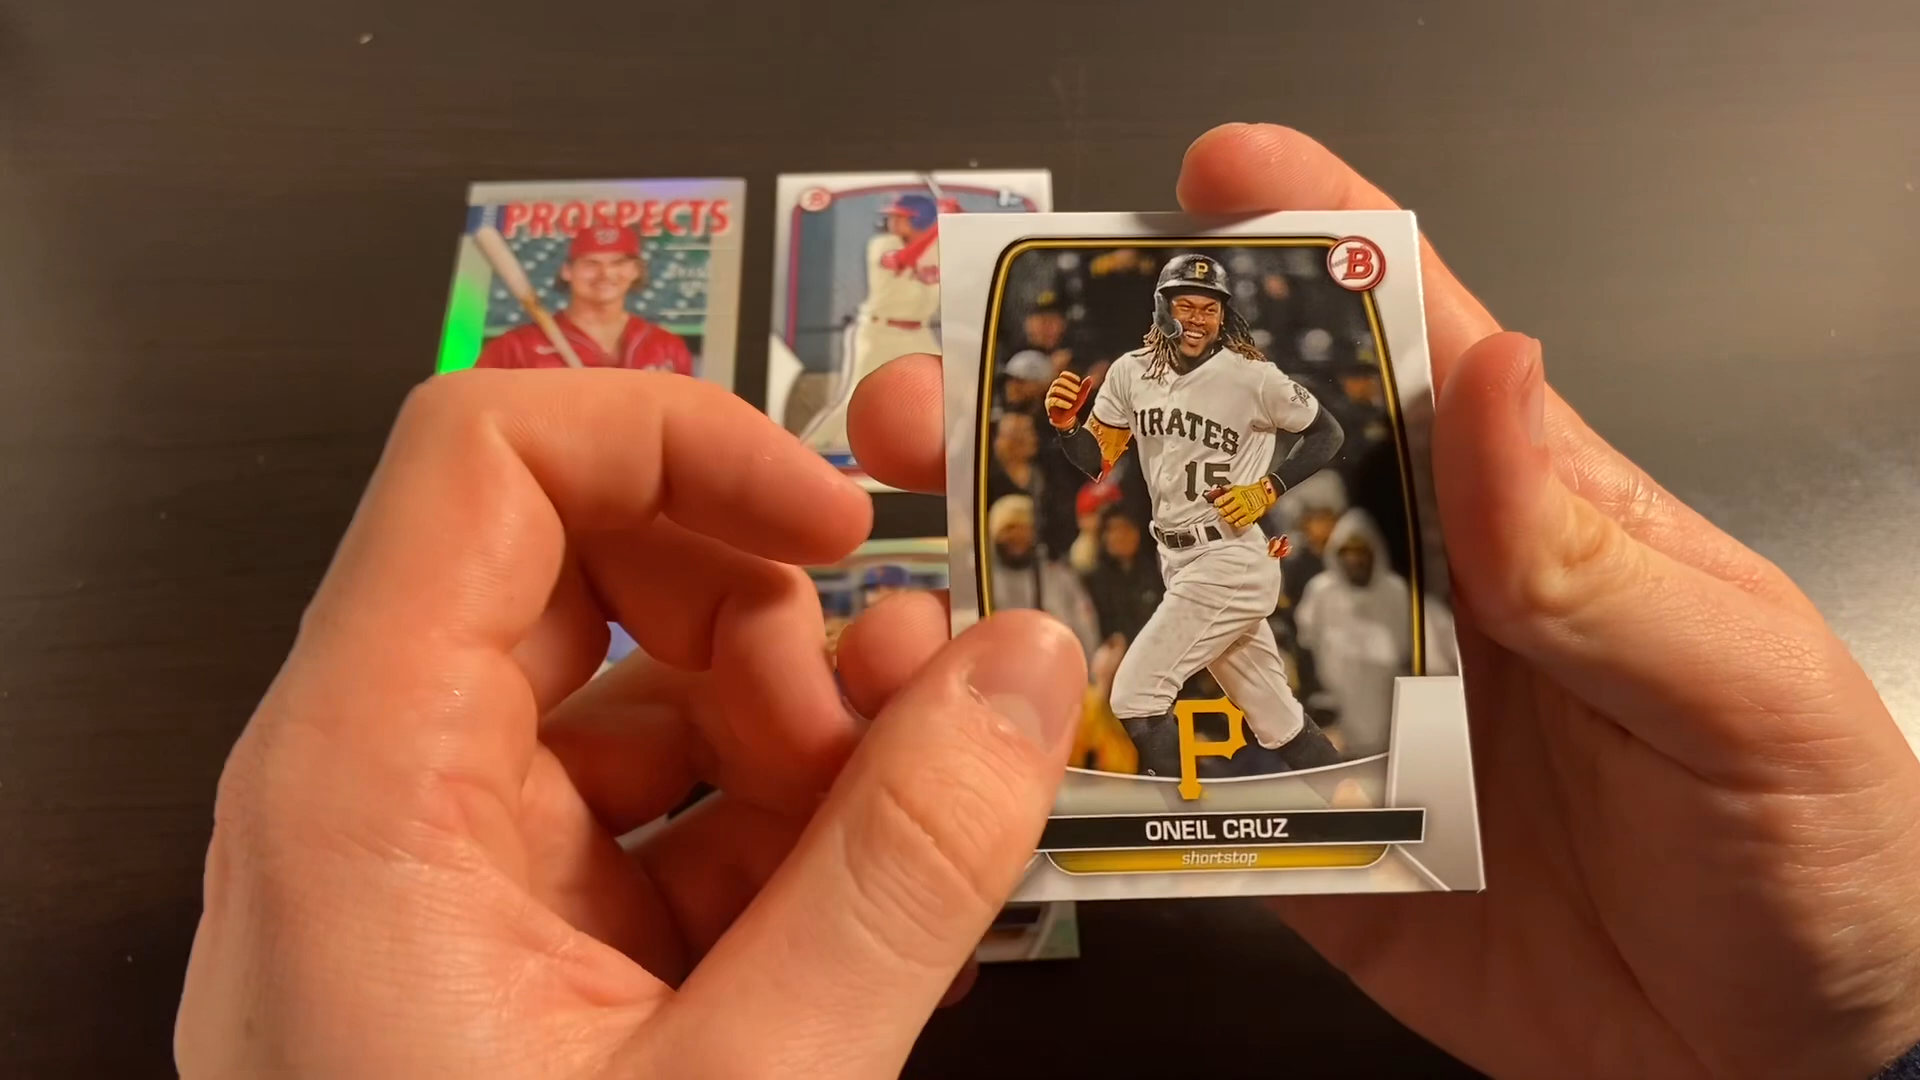 PROSPECTS
B
B
P
PIRATES
15
P
ONEIL CRUZ
shortstop